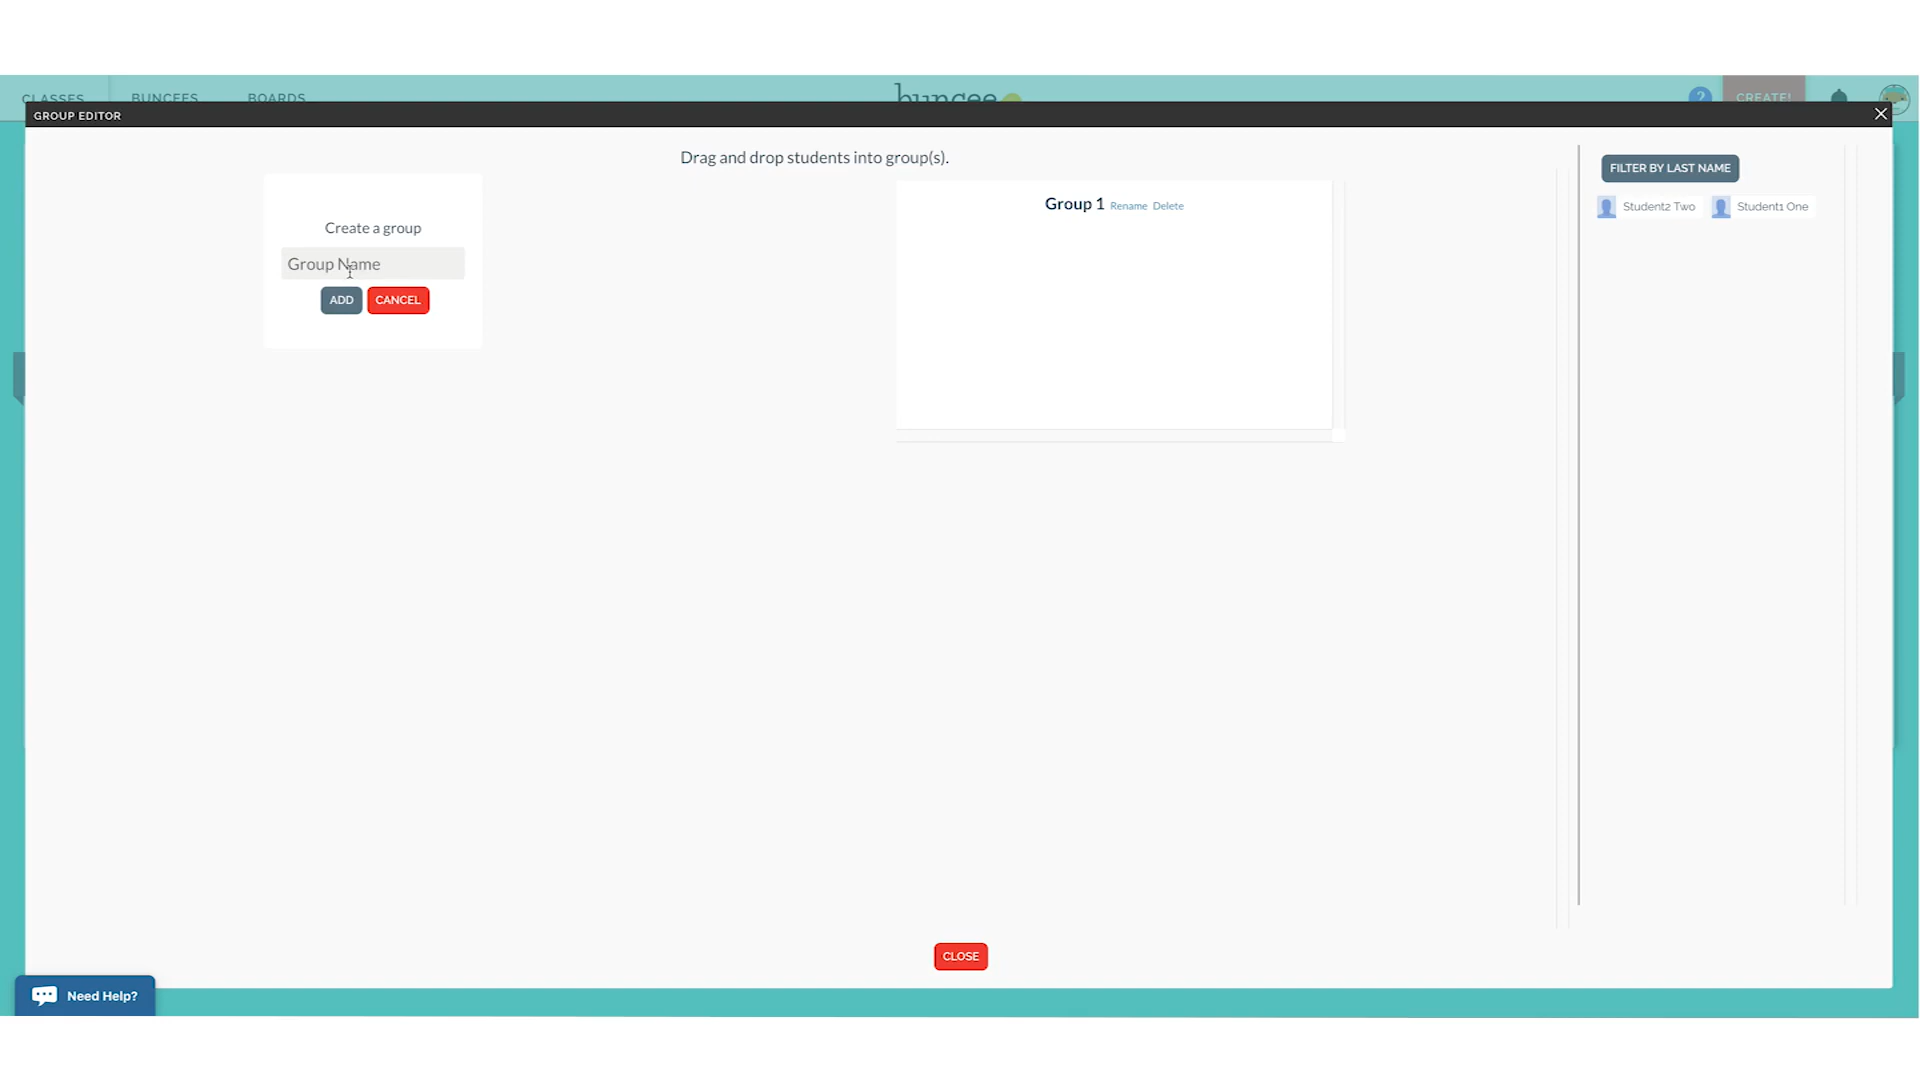 CLASSES BUNCEES BOARDS buncee ? CREATE!
GROUP EDITOR
Drag and drop students into group(s).
Create a group
Group Name
ADD CANCEL
Group 1 Rename Delete
FILTER BY LAST NAME
Student2 Two Student1 One
CLOSE
Need Help?